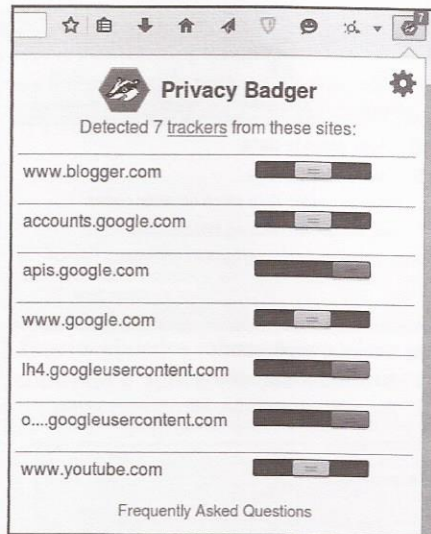 7
Privacy Badger
Detected 7 trackers from these sites:
www.blogger.com
accounts.google.com
apis.google.com
www.google.com
lh4.googleusercontent.com
o....googleusercontent.com
www.youtube.com
Frequently Asked Questions